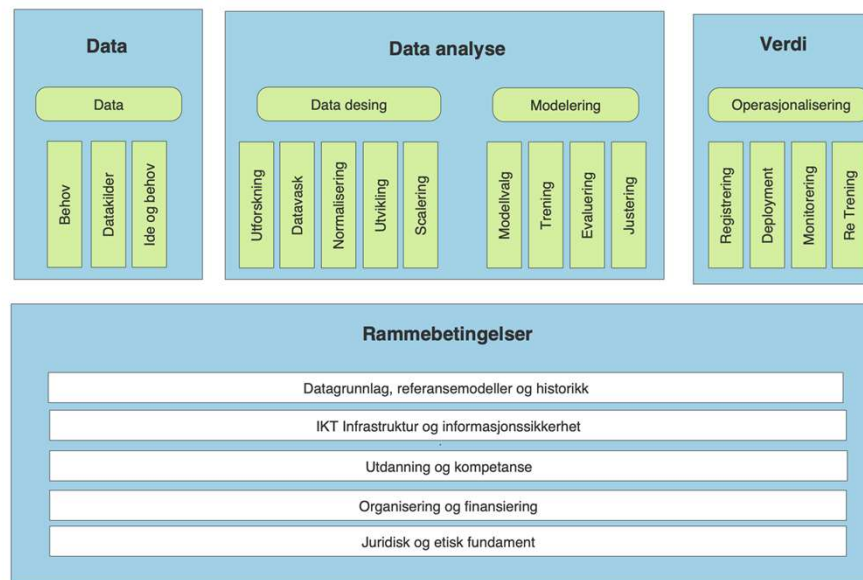 Data
Data
Behov
Datakilder
Ide og behov
Data analyse
Data desing
Utforskning
Datavask
Normalisering
Utvikling
Scalering
Modelering
Modellvalg
Trening
Evaluering
Justering
Verdi
Operasjonalisering
Registrering
Deployment
Monitorering
Re Trening
Rammebetingelser
Datagrunnlag, referansemodeller og historikk
IKT Infrastruktur og informasjonssikkerhet
Utdanning og kompetanse
Organisering og finansiering
Juridisk og etisk fundament